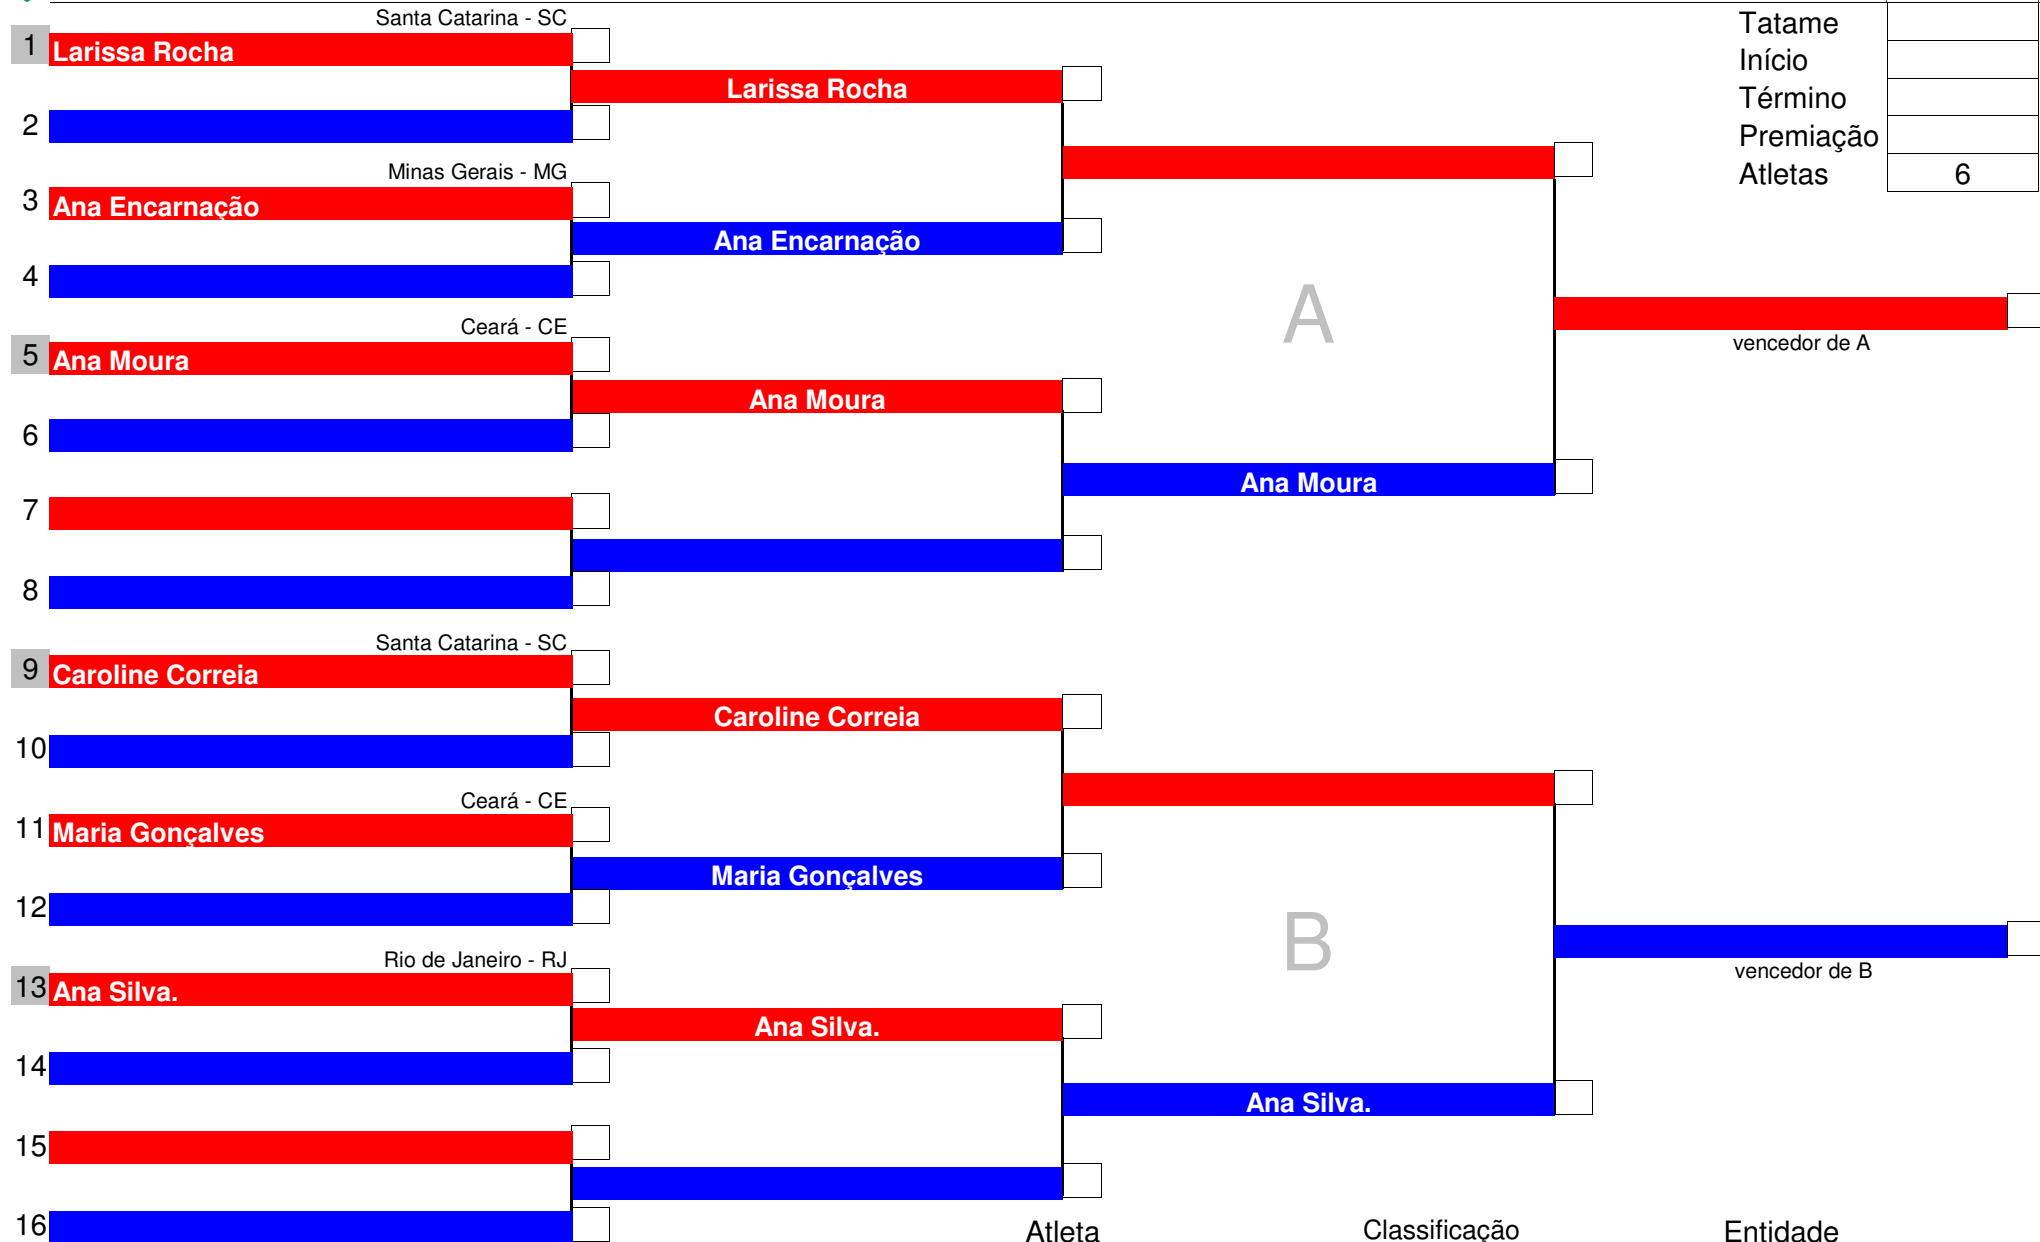 Santa Catarina - SC
1 Larissa Rocha
Larissa Rocha
2
Minas Gerais - MG
3 Ana Encarnação
Ana Encarnação
4
Ceará - CE
5 Ana Moura
Ana Moura
6
Ana Moura
7
8
A
vencedor de A
Tatame
Início
Término
Premiação
Atletas 6
Santa Catarina - SC
9 Caroline Correia
Caroline Correia
10
Ceará - CE
11 Maria Gonçalves
Maria Gonçalves
12
Rio de Janeiro - RJ
13 Ana Silva.
Ana Silva.
14
Ana Silva.
15
16
B
vencedor de B
Atleta Classificação Entidade